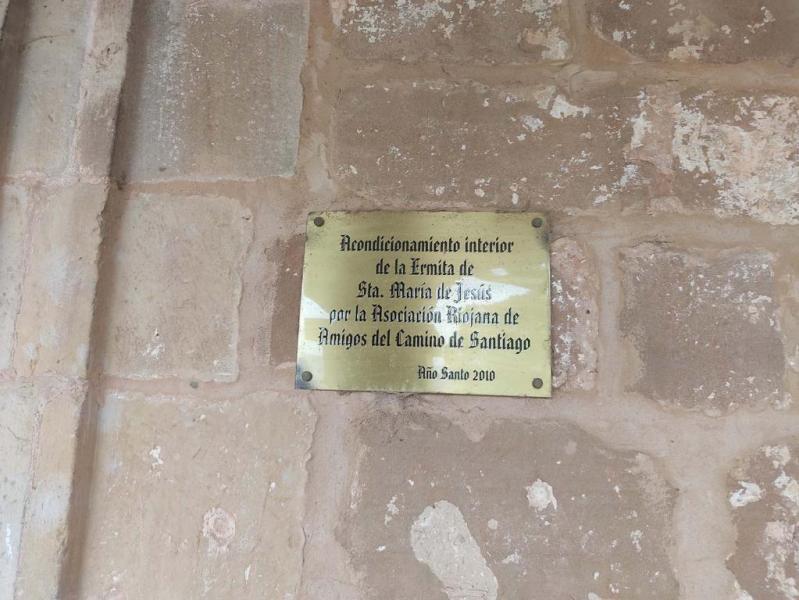 Acondicionamiento interior
de la Ermita de
Sta. María de Jesús
por la Asociación Riojana de
Amigos del Camino de Santiago
Año Santo 2010